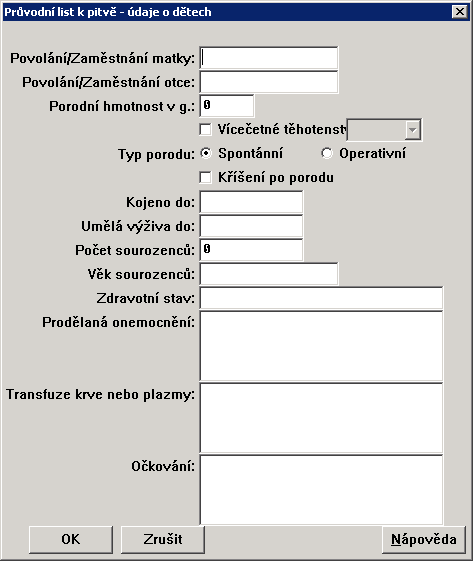 Průvodní list k pitvě - údaje o dětech
Povolání/Zaměstnání matky:
Povolání/Zaměstnání otce:
Porodní hmotnost v g.: 0
Vícečetné těhotenst
Typ porodu: Spontánní Operativní
Kříšení po porodu
Kojeno do:
Umělá výživa do:
Počet sourozenců: 0
Věk sourozenců:
Zdravotní stav:
Prodělaná onemocnění:
Transfuze krve nebo plazmy:
Očkování:
OK Zrušit Nápověda